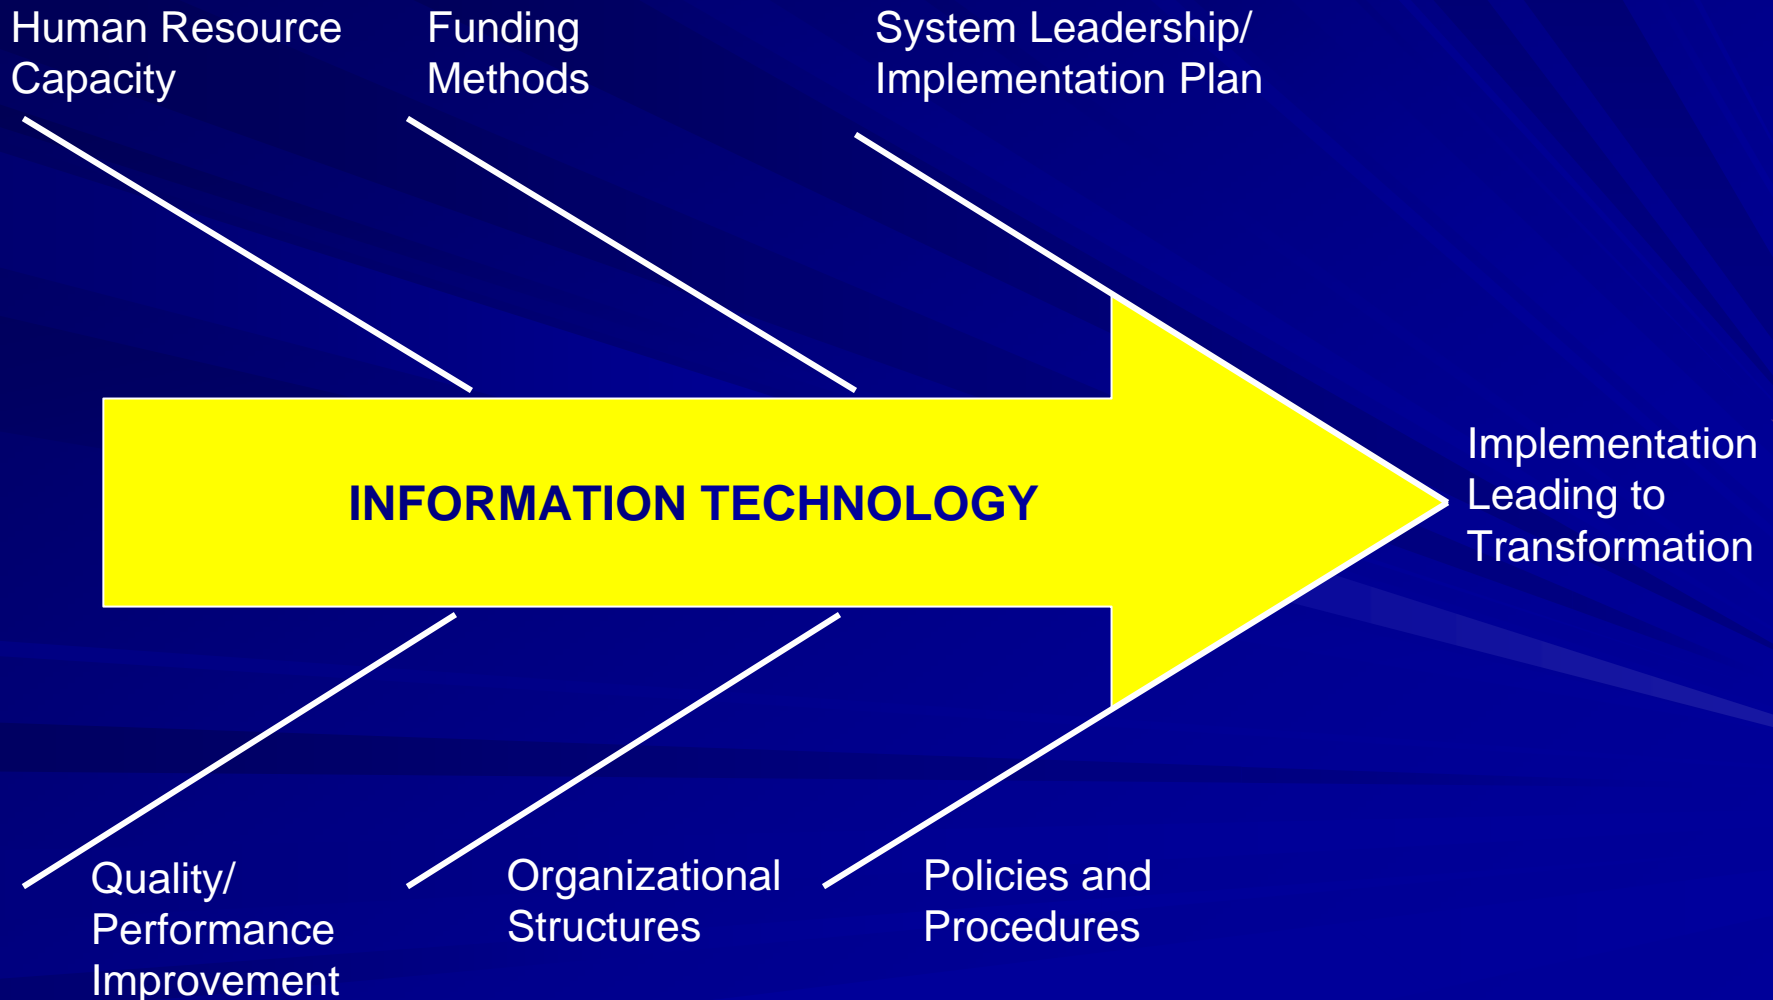 Human Resource
Capacity
Funding
Methods
System Leadership/
Implementation Plan
INFORMATION TECHNOLOGY
Implementation
Leading to
Transformation
Quality/
Performance
Improvement
Organizational
Structures
Policies and
Procedures